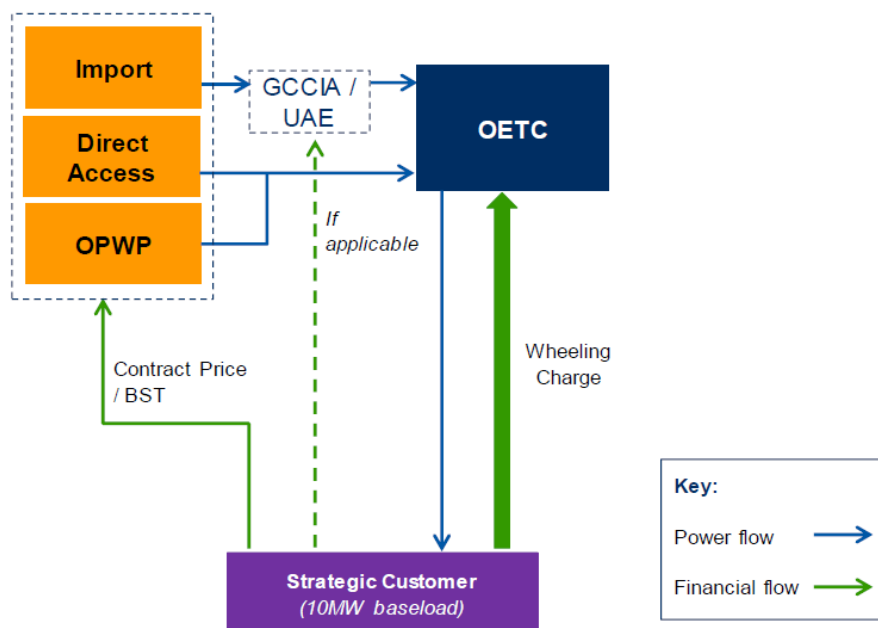 Import
GCCIA /
UAE
OETC
Direct
Access
OPWP
If
applicable
Contract Price
/ BST
Wheeling
Charge
Key:
Power flow
Financial flow
Strategic Customer
(10MW baseload)